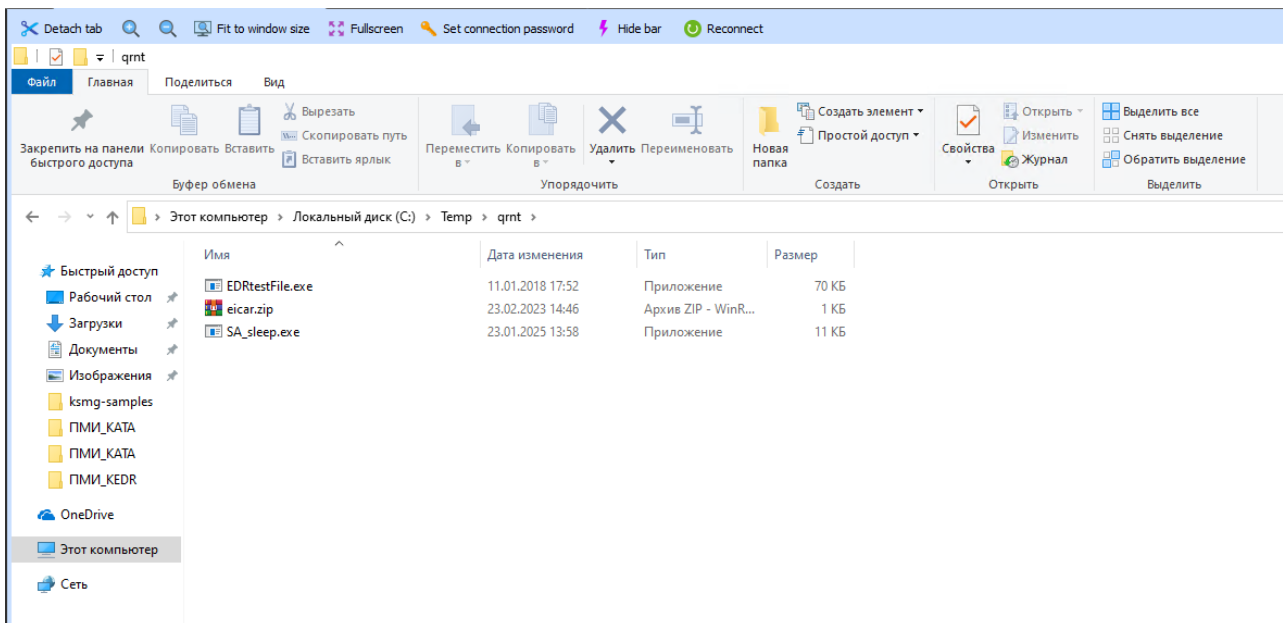 Detach tab Fit to window size Fullscreen Set connection password Hide bar Reconnect
qrnt
Файл Главная Поделиться Вид
Закрепить на панели быстрого доступа
Копировать
Вставить
Вырезать
Скопировать путь
Вставить ярлык
Буфер обмена
Переместить в
Копировать в
Удалить
Переименовать
Упорядочить
Новая папка
Создать элемент
Простой доступ
Создать
Свойства
Открыть
Изменить
Журнал
Открыть
Выделить все
Снять выделение
Обратить выделение
Выделить
Этот компьютер > Локальный диск (C:) > Temp > qrnt >
Быстрый доступ
Рабочий стол
Загрузки
Документы
Изображения
ksmg-samples
ПМИ_KATA
ПМИ_KATA
ПМИ_KEDR
OneDrive
Этот компьютер
Сеть
Имя Дата изменения Тип Размер
EDRtestFile.exe 11.01.2018 17:52 Приложение 70 КБ
eicar.zip 23.02.2023 14:46 Архив ZIP - WinR... 1 КБ
SA_sleep.exe 23.01.2025 13:58 Приложение 11 КБ